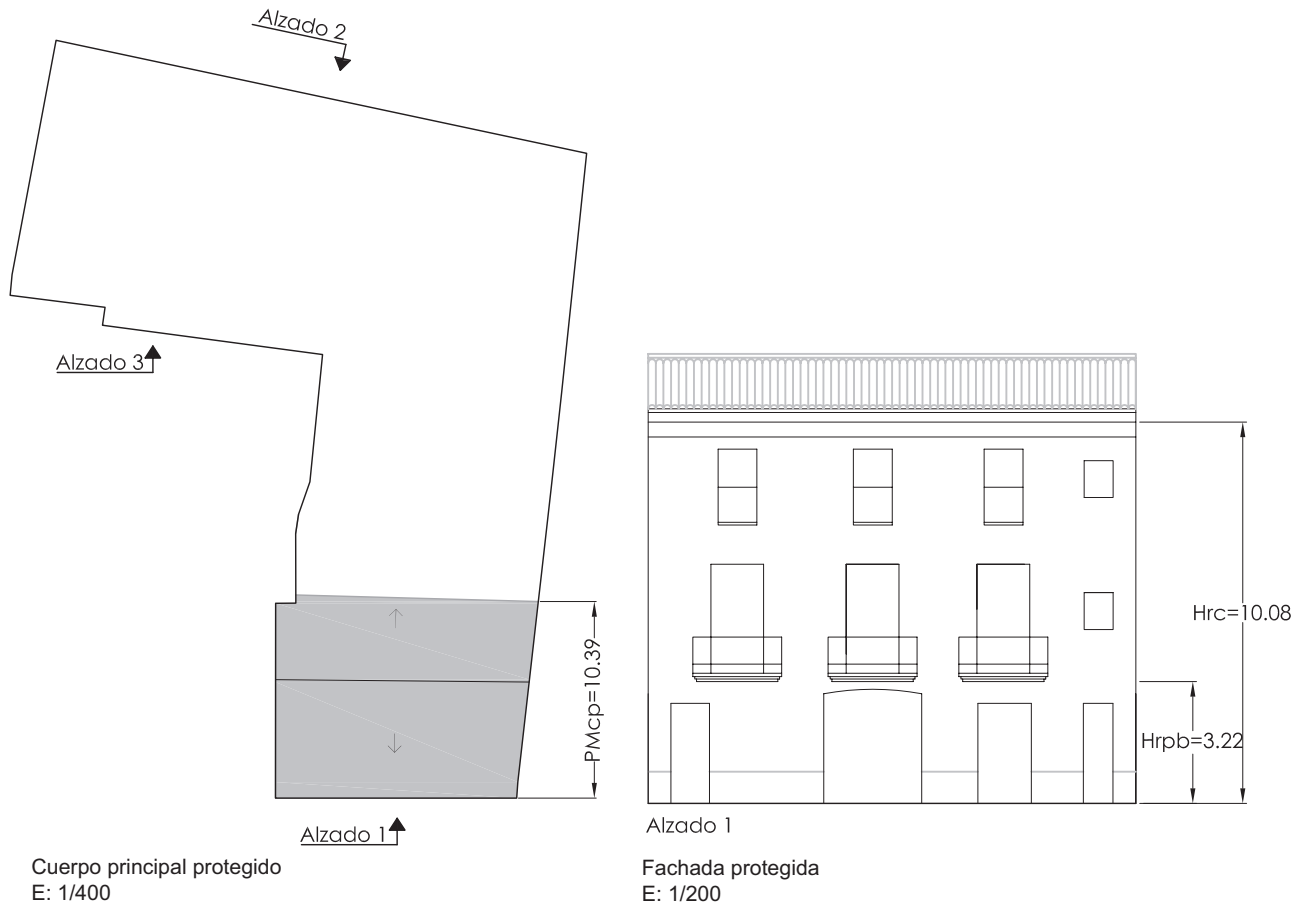 Alzado 2
Alzado 3
PMcp=10.39
Alzado 1
Cuerpo principal protegido
E: 1/400
Hrc=10.08
Hrpb=3.22
Alzado 1
Fachada protegida
E: 1/200